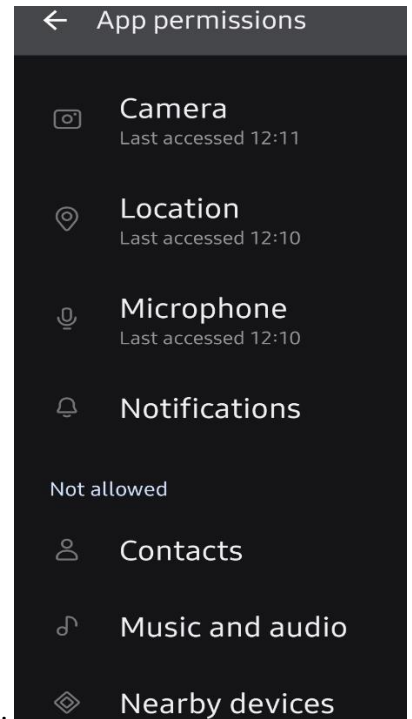 App permissions
Camera
Last accessed 12:11
Location
Last accessed 12:10
Microphone
Last accessed 12:10
Notifications
Not allowed
Contacts
Music and audio
Nearby devices